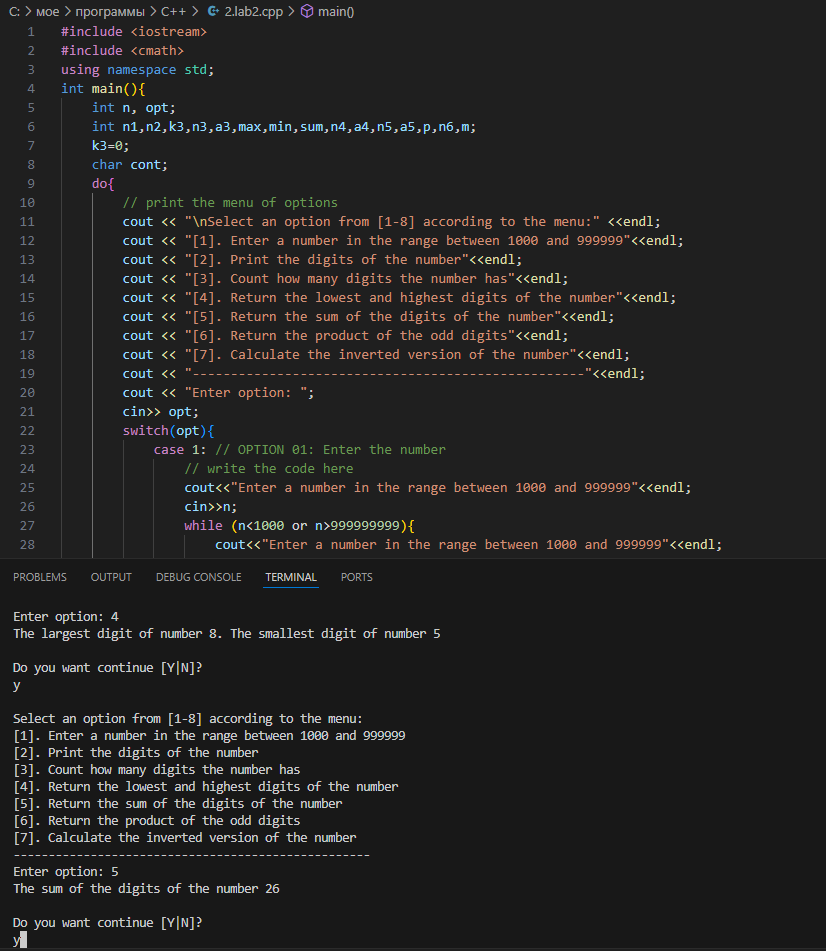 C: > мое > программы > C++ > 2.lab2.cpp > main()
1 #include <iostream>
2 #include <cmath>
3 using namespace std;
4 int main(){
5 int n, opt;
6 int n1,n2,k3,n3,a3,max,min,sum,n4,a4,n5,a5,p,n6,m;
7 k3=0;
8 char cont;
9 do{
10 // print the menu of options
11 cout << "\nSelect an option from [1-8] according to the menu:" <<endl;
12 cout << "[1]. Enter a number in the range between 1000 and 999999"<<endl;
13 cout << "[2]. Print the digits of the number"<<endl;
14 cout << "[3]. Count how many digits the number has"<<endl;
15 cout << "[4]. Return the lowest and highest digits of the number"<<endl;
16 cout << "[5]. Return the sum of the digits of the number"<<endl;
17 cout << "[6]. Return the product of the odd digits"<<endl;
18 cout << "[7]. Calculate the inverted version of the number"<<endl;
19 cout << "---------------------------------------------------"<<endl;
20 cout << "Enter option: ";
21 cin>> opt;
22 switch(opt){
23 case 1: // OPTION 01: Enter the number
24 // write the code here
25 cout<<"Enter a number in the range between 1000 and 999999"<<endl;
26 cin>>n;
27 while (n<1000 or n>999999999){
28 cout<<"Enter a number in the range between 1000 and 999999"<<endl;
PROBLEMS OUTPUT DEBUG CONSOLE TERMINAL PORTS
Enter option: 4
The largest digit of number 8. The smallest digit of number 5
Do you want continue [Y|N]?
y
Select an option from [1-8] according to the menu:
[1]. Enter a number in the range between 1000 and 999999
[2]. Print the digits of the number
[3]. Count how many digits the number has
[4]. Return the lowest and highest digits of the number
[5]. Return the sum of the digits of the number
[6]. Return the product of the odd digits
[7]. Calculate the inverted version of the number
---------------------------------------------------
Enter option: 5
The sum of the digits of the number 26
Do you want continue [Y|N]?
y